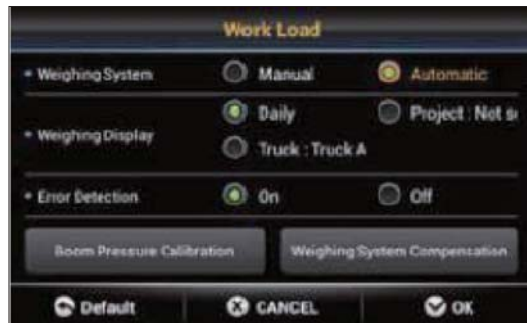 Work Load
Weighing System Manual Automatic
Weighing Display Daily Project : Not
Truck : Truck A
Error Detection On Off
Boom Pressure Calibration Weighing System Compensation
Default CANCEL OK